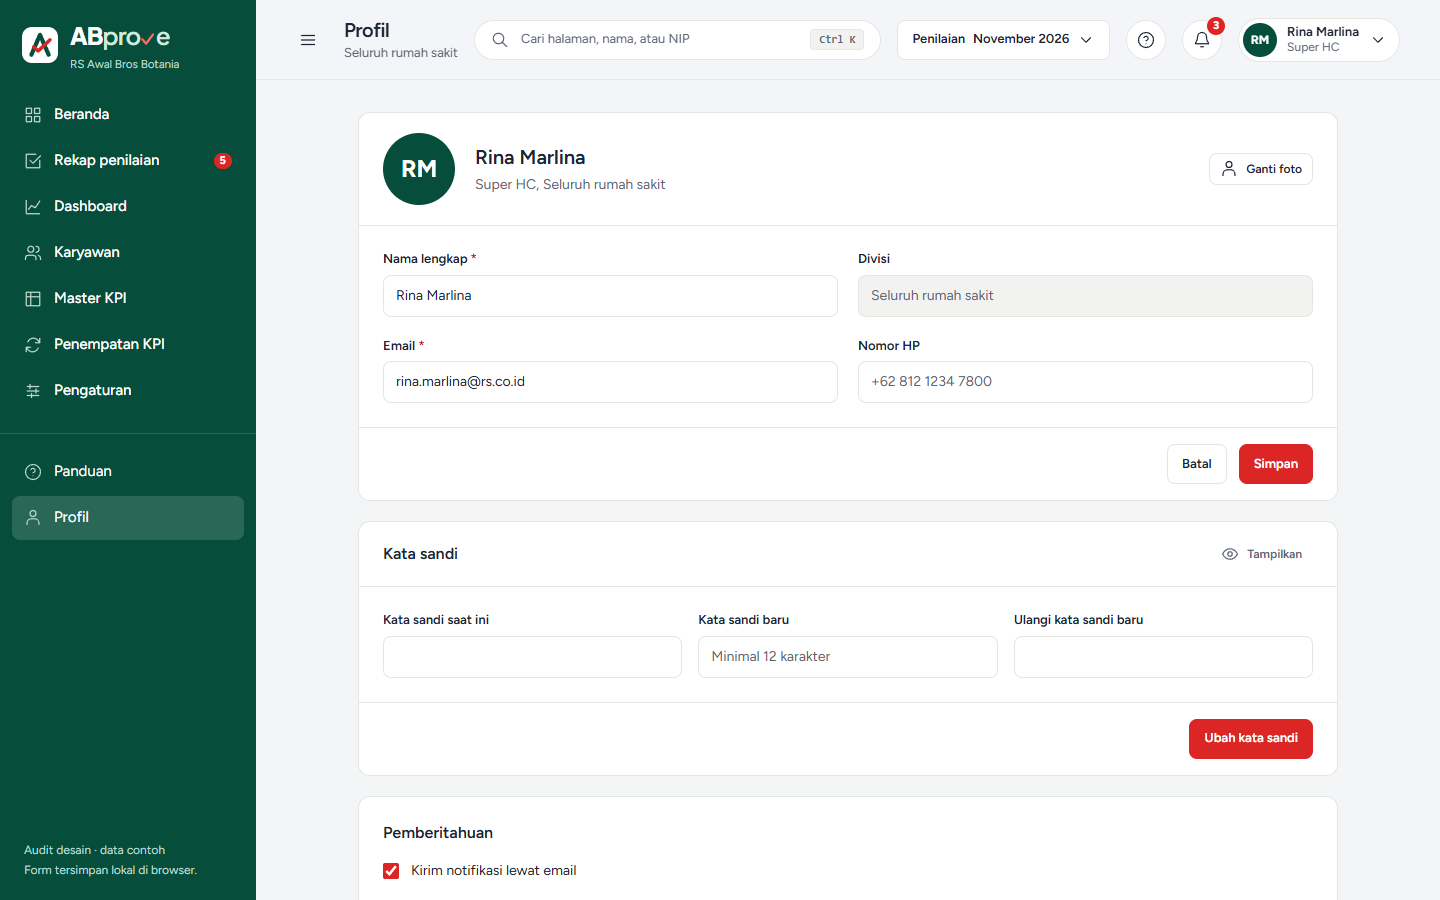 ABprove
RS Awal Bros Botania
Beranda
Rekap penilaian 5
Dashboard
Karyawan
Master KPI
Penempatan KPI
Pengaturan
Panduan
Profil
Audit desain · data contoh
Form tersimpan lokal di browser.
Profil
Seluruh rumah sakit
Cari halaman, nama, atau NIP
Ctrl K
Penilaian November 2026
3
RM
Rina Marlina
Super HC
RM
Rina Marlina
Super HC, Seluruh rumah sakit
Ganti foto
Nama lengkap *
Rina Marlina
Divisi
Seluruh rumah sakit
Email *
rina.marlina@rs.co.id
Nomor HP
+62 812 1234 7800
Batal
Simpan
Kata sandi
Tampilkan
Kata sandi saat ini
Kata sandi baru
Minimal 12 karakter
Ulangi kata sandi baru
Ubah kata sandi
Pemberitahuan
Kirim notifikasi lewat email